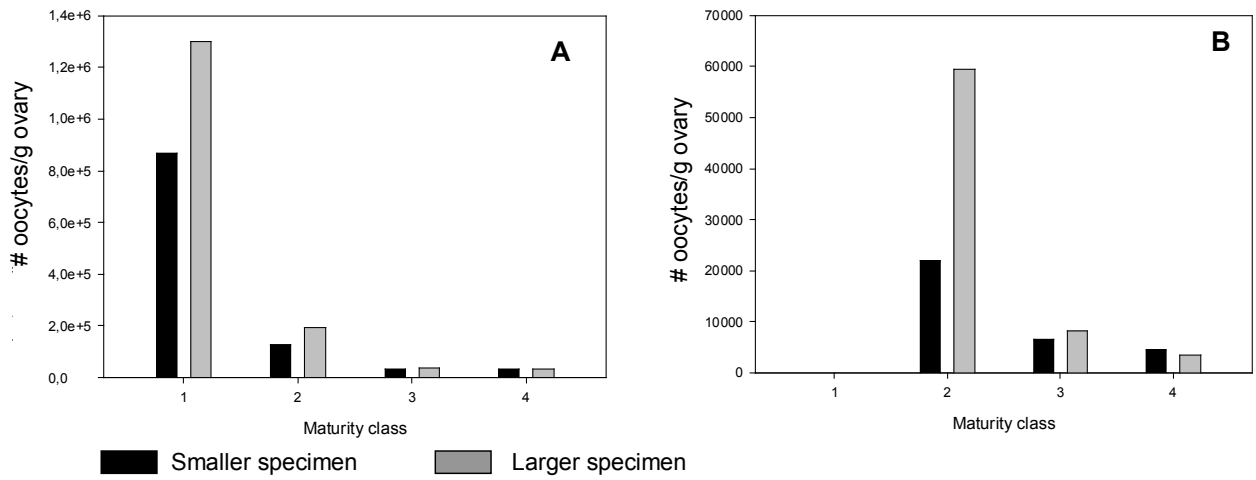 A
# oocytes/g ovary
1,4e+6
1,2e+6
1,0e+6
8,0e+5
6,0e+5
4,0e+5
2,0e+5
0,0
1 2 3 4
Maturity class
B
# oocytes/g ovary
70000
60000
50000
40000
30000
20000
10000
0
1 2 3 4
Maturity class
Smaller specimen
Larger specimen